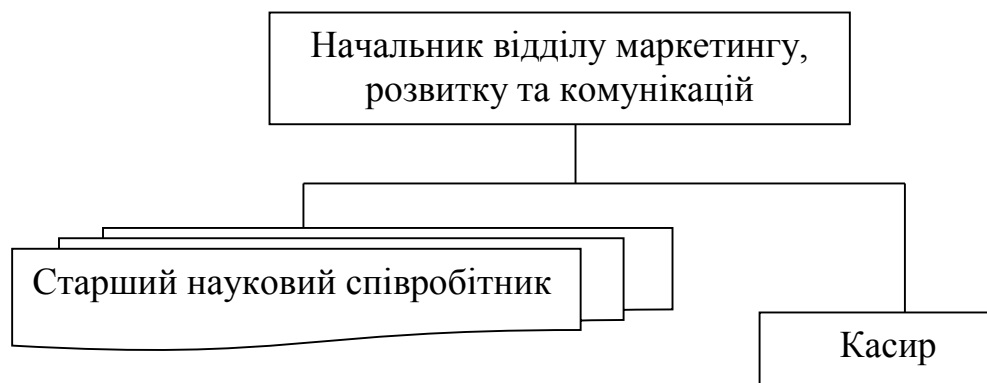 Начальник відділу маркетингу,
розвитку та комунікацій
Старший науковий співробітник
Касир